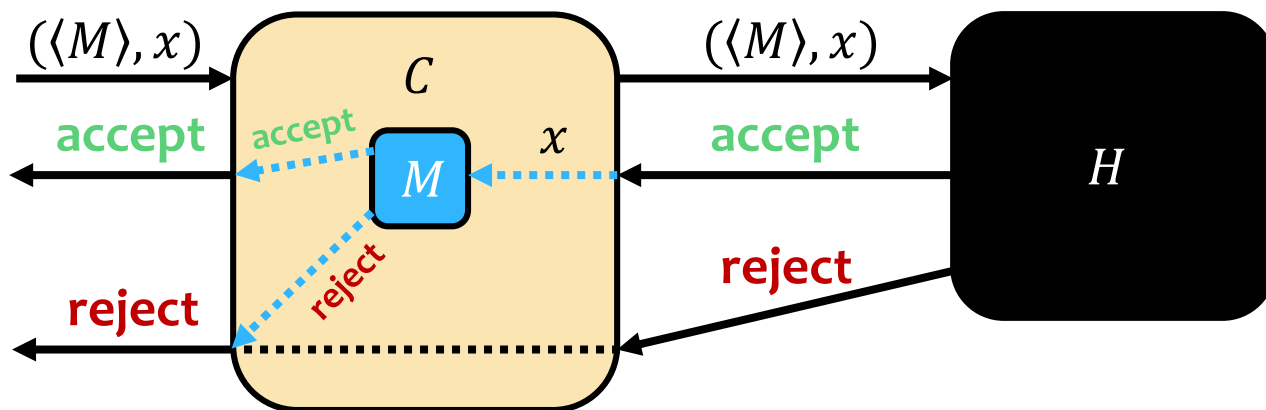 (⟨M⟩, x)
C
(⟨M⟩, x)
accept
accept
x
accept
M
H
reject
reject
reject